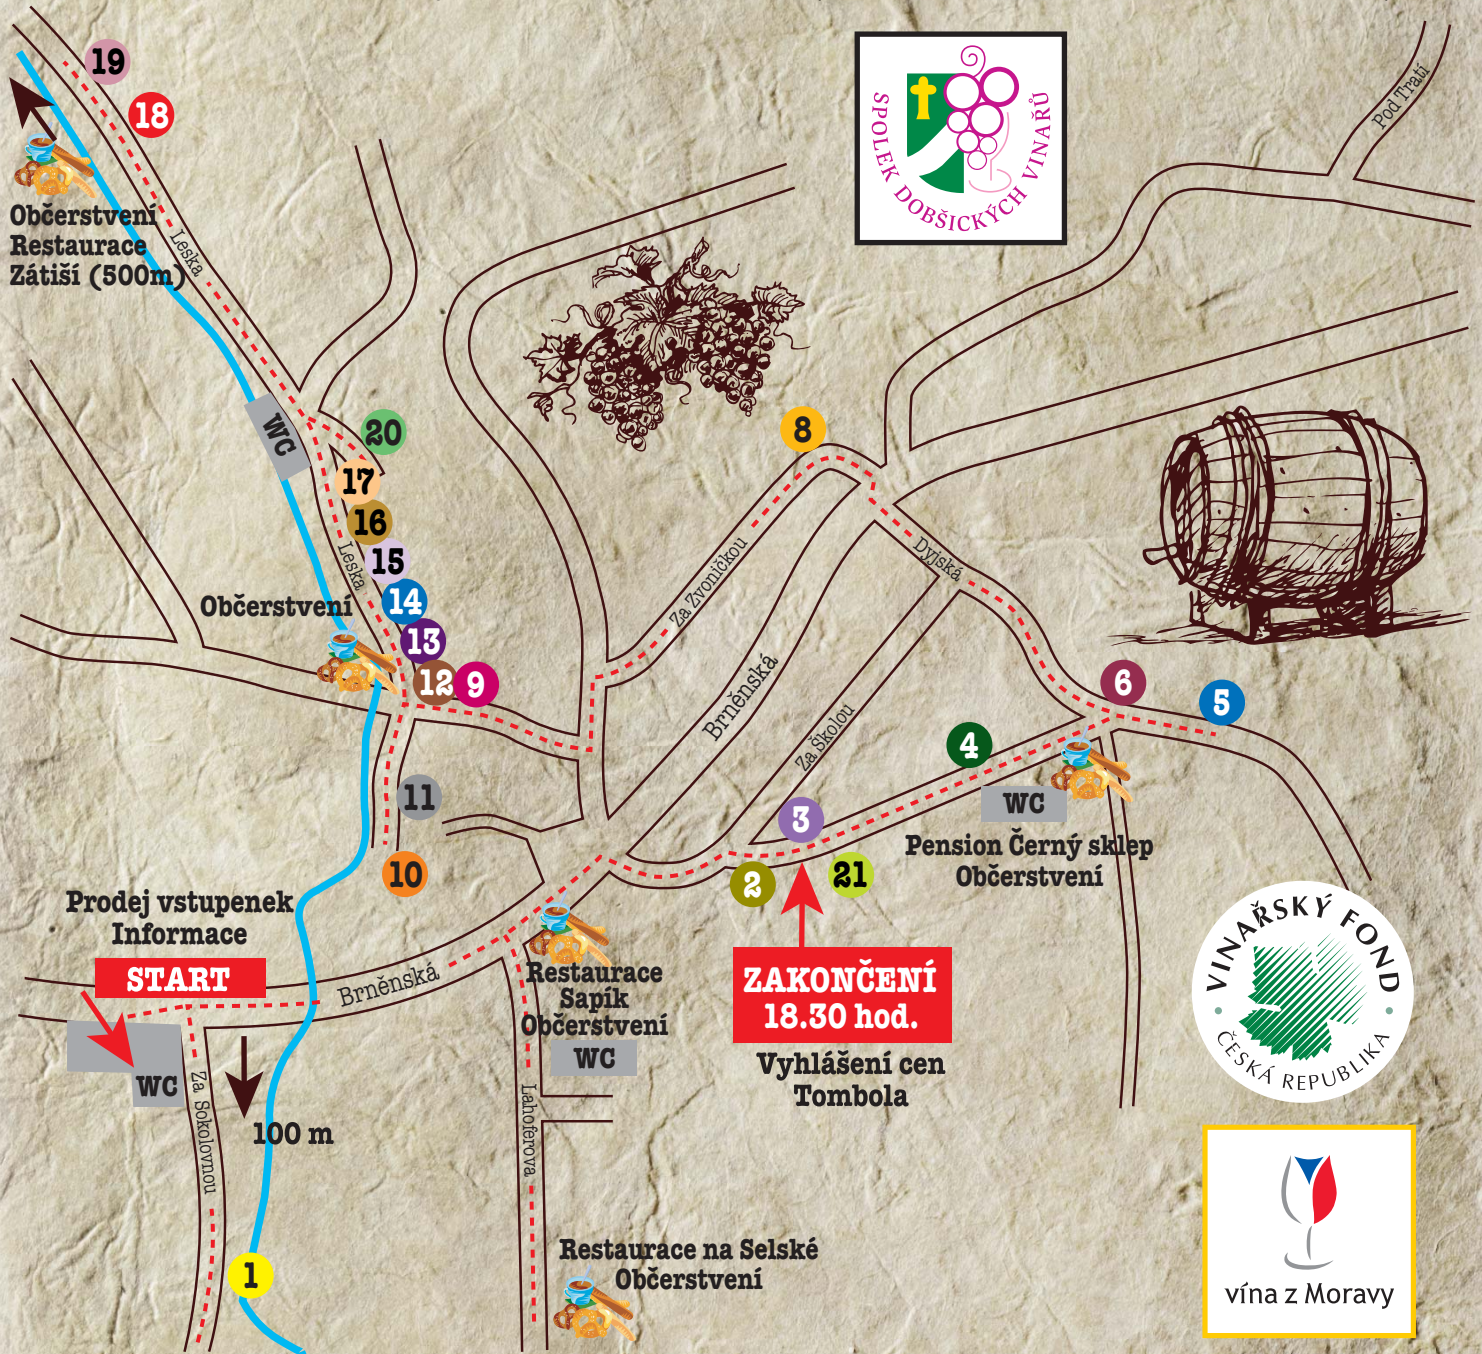 19
18
SPOLEK DOBŠICKÝCH VINAŘŮ
Pod Tratí
Občerstvení
Restaurace
Zátiší (500m)
Leska
WC
20
17
16
15
14
13
12
9
Leska
Občerstvení
8
Za Zvoničkou
Dyjská
Brněnská
Za Školou
6
5
4
WC
Pension Černý sklep
Občerstvení
3
2
21
11
10
Prodej vstupenek
Informace
START
WC
Brněnská
Za Sokolovnou
100 m
1
Restaurace
Sapík
Občerstvení
WC
Lahoferova
ZAKONČENÍ
18.30 hod.
Vyhlášení cen
Tombola
Restaurace na Selské
Občerstvení
VINAŘSKÝ FOND
ČESKÁ REPUBLIKA
vína z Moravy